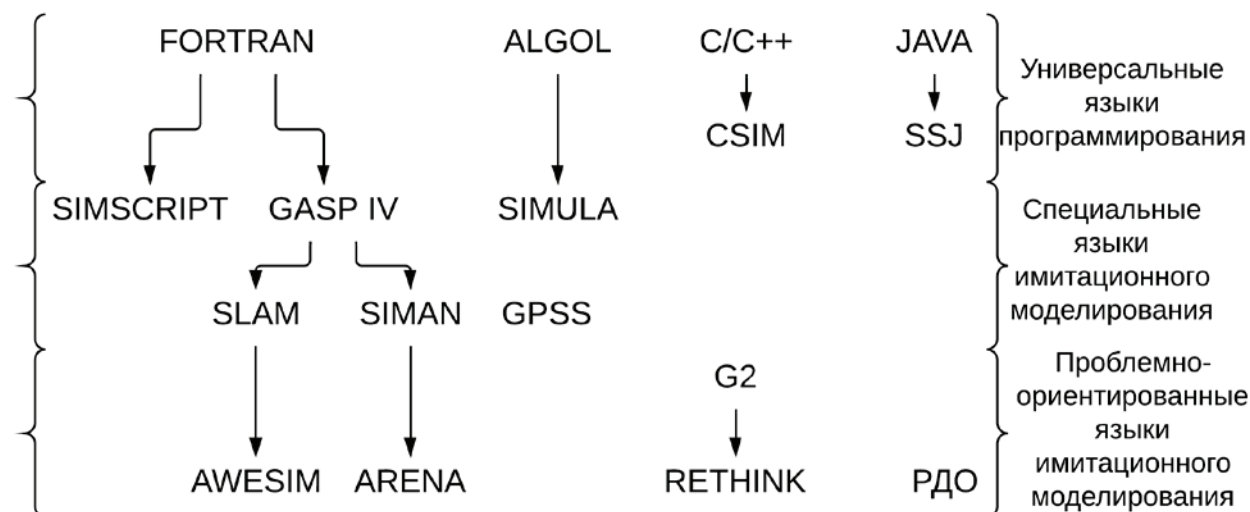 FORTRAN
ALGOL
C/C++
JAVA
CSIM
SSJ
Универсальные
языки
программирования
SIMSCRIPT
GASP IV
SIMULA
SLAM
SIMAN
GPSS
Специальные
языки
имитационного
моделирования
G2
AWESIM
ARENA
RETHINK
РДО
Проблемно-
ориентированные
языки
имитационного
моделирования